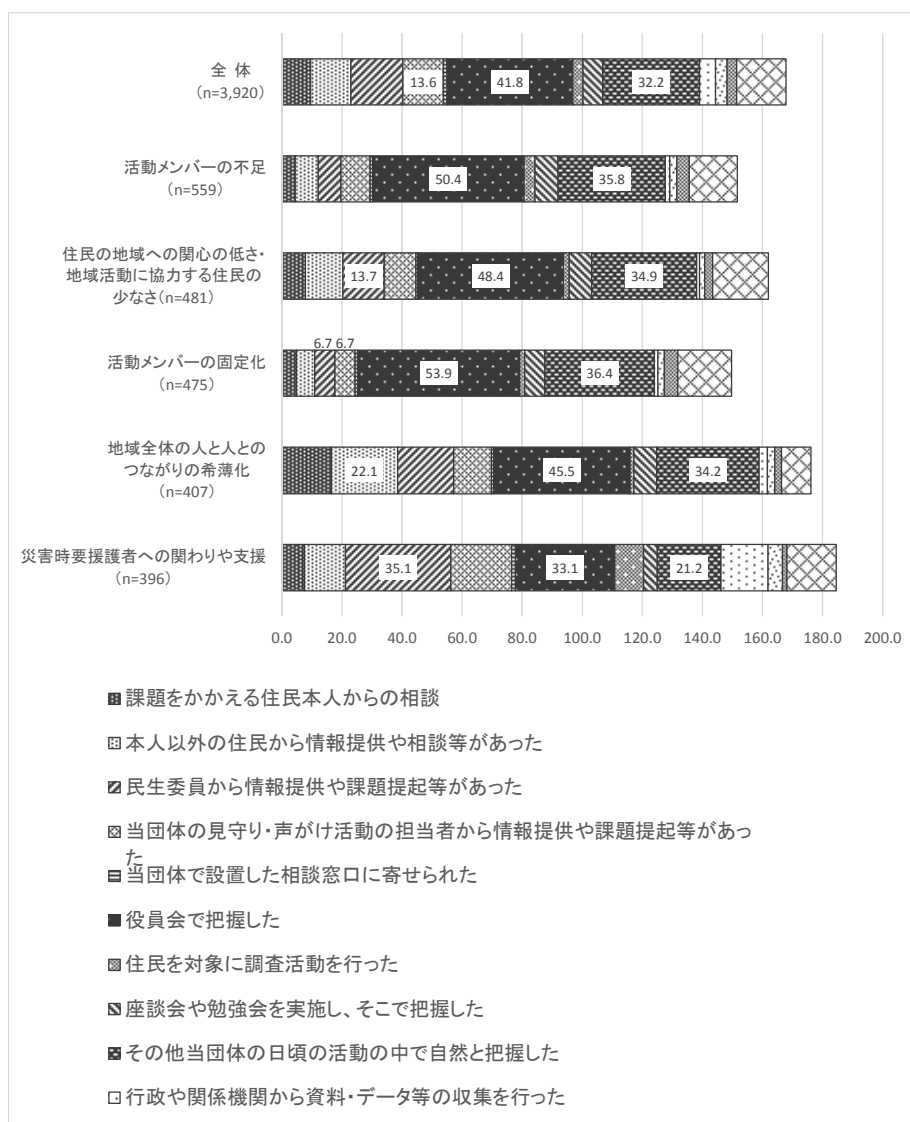 全 体
(n=3,920)
13.6 41.8 32.2
活動メンバーの不足
(n=559)
50.4 35.8
住民の地域への関心の低さ・
地域活動に協力する住民の
少なさ(n=481)
13.7 48.4 34.9
活動メンバーの固定化
(n=475)
6.7 6.7
53.9 36.4
地域全体の人と人との
つながりの希薄化
(n=407)
22.1 45.5 34.2
災害時要援護者への関わりや支援
(n=396)
35.1 33.1 21.2
0.0 20.0 40.0 60.0 80.0 100.0 120.0 140.0 160.0 180.0 200.0
課題をかかえる住民本人からの相談
本人以外の住民から情報提供や相談等があった
民生委員から情報提供や課題提起等があった
当団体の見守り・声がけ活動の担当者から情報提供や課題提起等があっ
た
当団体で設置した相談窓口に寄せられた
役員会で把握した
住民を対象に調査活動を行った
座談会や勉強会を実施し、そこで把握した
その他当団体の日頃の活動の中で自然と把握した
行政や関係機関から資料・データ等の収集を行った